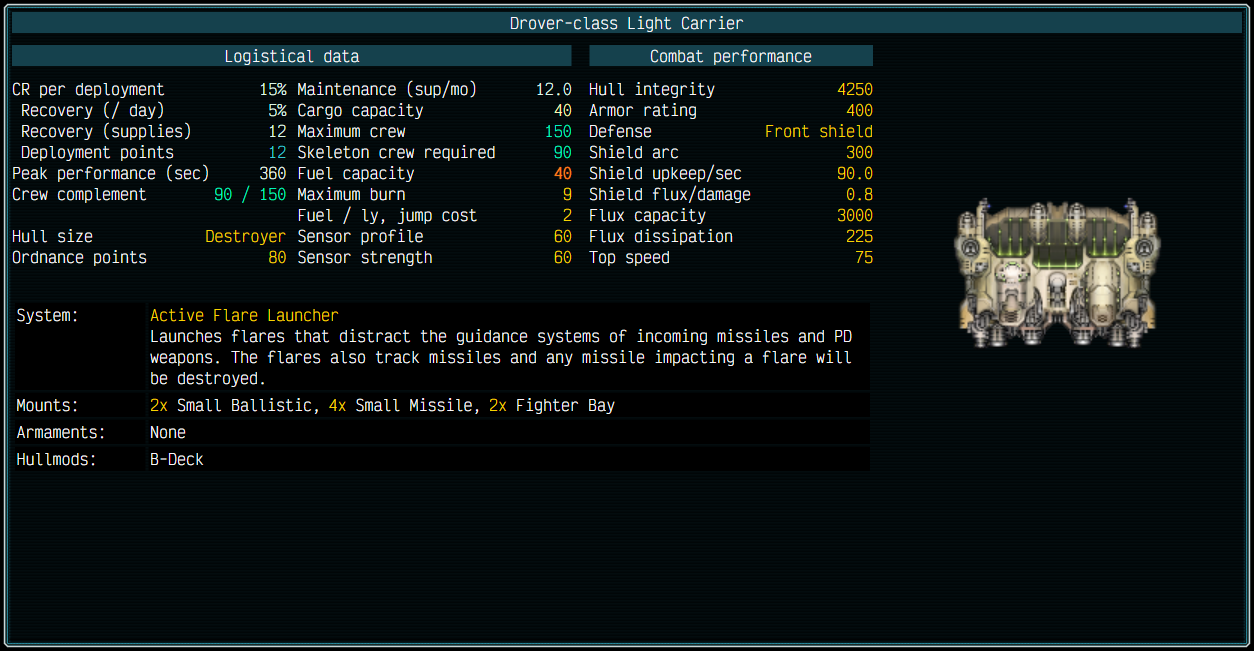 Drover-class Light Carrier
Logistical data
CR per deployment 15% Maintenance (sup/mo) 12.0
Recovery (/ day) 5% Cargo capacity 40
Recovery (supplies) 12 Maximum crew 150
Deployment points 12 Skeleton crew required 90
Peak performance (sec) 360 Fuel capacity 40
Crew complement 90 / 150 Maximum burn 9
Fuel / ly, jump cost 2
Hull size Destroyer Sensor profile 60
Ordnance points 80 Sensor strength 60
Combat performance
Hull integrity 4250
Armor rating 400
Defense Front shield
Shield arc 300
Shield upkeep/sec 90.0
Shield flux/damage 0.8
Flux capacity 3000
Flux dissipation 225
Top speed 75
System: Active Flare Launcher
Launches flares that distract the guidance systems of incoming missiles and PD
weapons. The flares also track missiles and any missile impacting a flare will
be destroyed.
Mounts: 2x Small Ballistic, 4x Small Missile, 2x Fighter Bay
Armaments: None
Hullmods: B-Deck